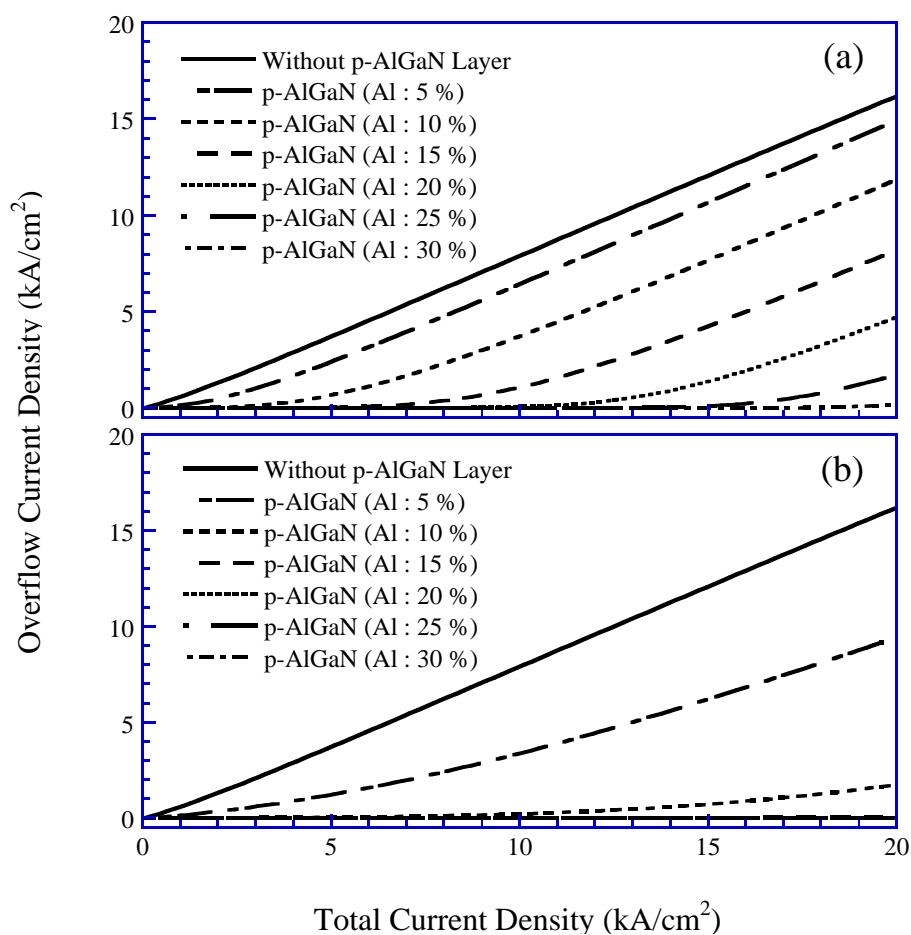 Overflow Current Density (kA/cm²)
20
15
10
5
0
(a)
Without p-AlGaN Layer
p-AlGaN (Al : 5 %)
p-AlGaN (Al : 10 %)
p-AlGaN (Al : 15 %)
p-AlGaN (Al : 20 %)
p-AlGaN (Al : 25 %)
p-AlGaN (Al : 30 %)
20
15
10
5
0
(b)
Without p-AlGaN Layer
p-AlGaN (Al : 5 %)
p-AlGaN (Al : 10 %)
p-AlGaN (Al : 15 %)
p-AlGaN (Al : 20 %)
p-AlGaN (Al : 25 %)
p-AlGaN (Al : 30 %)
0 5 10 15 20
Total Current Density (kA/cm²)